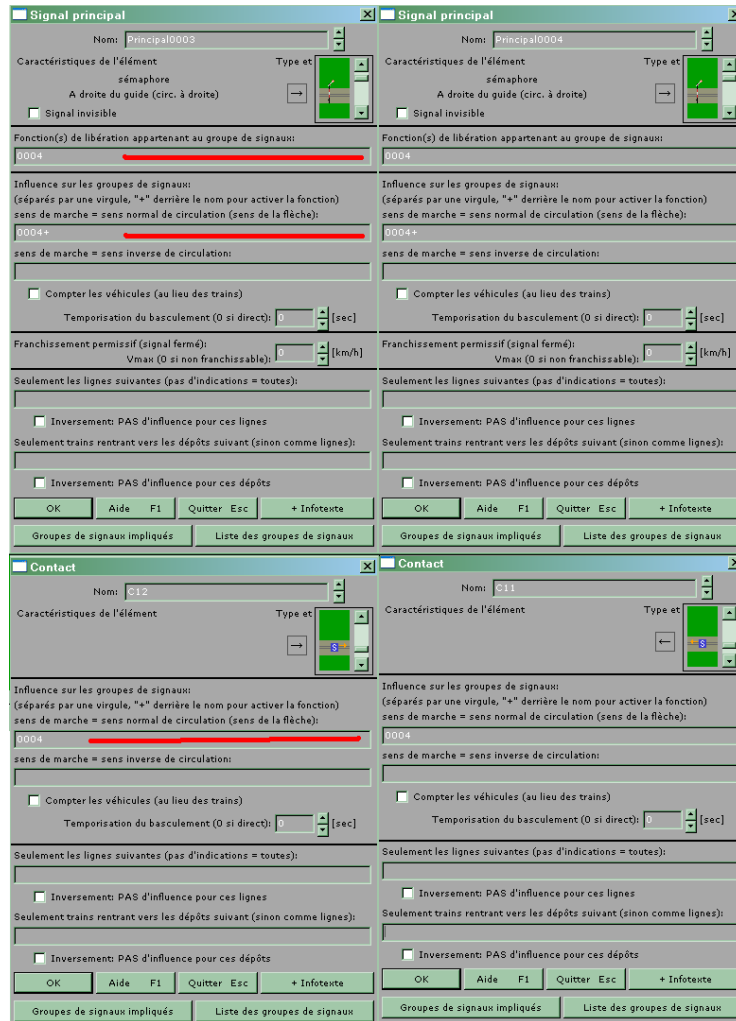 Signal principal
Nom: Principal0003
Caractéristiques de l'élément Type et
sémaphore
A droite du guide (circ. à droite)
Signal invisible
Fonction(s) de libération appartenant au groupe de signaux:
0004
Influence sur les groupes de signaux:
(séparés par une virgule, "+" derrière le nom pour activer la fonction)
sens de marche = sens normal de circulation (sens de la flèche):
0004+
sens de marche = sens inverse de circulation:
Compter les véhicules (au lieu des trains)
Temporisation du basculement (0 si direct): 0 [sec]
Franchissement permissif (signal fermé):
Vmax (0 si non franchissable): 0 [km/h]
Seulement les lignes suivantes (pas d'indications = toutes):
Inversement: PAS d'influence pour ces lignes
Seulement trains rentrant vers les dépôts suivant (sinon comme lignes):
Inversement: PAS d'influence pour ces dépôts
OK Aide F1 Quitter Esc + Infotexte
Groupes de signaux impliqués Liste des groupes de signaux
Signal principal
Nom: Principal0004
Caractéristiques de l'élément Type et
sémaphore
A droite du guide (circ. à droite)
Signal invisible
Fonction(s) de libération appartenant au groupe de signaux:
0004
Influence sur les groupes de signaux:
(séparés par une virgule, "+" derrière le nom pour activer la fonction)
sens de marche = sens normal de circulation (sens de la flèche):
0004+
sens de marche = sens inverse de circulation:
Compter les véhicules (au lieu des trains)
Temporisation du basculement (0 si direct): 0 [sec]
Franchissement permissif (signal fermé):
Vmax (0 si non franchissable): 0 [km/h]
Seulement les lignes suivantes (pas d'indications = toutes):
Inversement: PAS d'influence pour ces lignes
Seulement trains rentrant vers les dépôts suivant (sinon comme lignes):
Inversement: PAS d'influence pour ces dépôts
OK Aide F1 Quitter Esc + Infotexte
Groupes de signaux impliqués Liste des groupes de signaux
Contact
Nom: C12
Caractéristiques de l'élément Type et
S
Influence sur les groupes de signaux:
(séparés par une virgule, "+" derrière le nom pour activer la fonction)
sens de marche = sens normal de circulation (sens de la flèche):
0004
sens de marche = sens inverse de circulation:
Compter les véhicules (au lieu des trains)
Temporisation du basculement (0 si direct): 0 [sec]
Seulement les lignes suivantes (pas d'indications = toutes):
Inversement: PAS d'influence pour ces lignes
Seulement trains rentrant vers les dépôts suivant (sinon comme lignes):
Inversement: PAS d'influence pour ces dépôts
OK Aide F1 Quitter Esc + Infotexte
Groupes de signaux impliqués Liste des groupes de signaux
Contact
Nom: C11
Caractéristiques de l'élément Type et
S
Influence sur les groupes de signaux:
(séparés par une virgule, "+" derrière le nom pour activer la fonction)
sens de marche = sens normal de circulation (sens de la flèche):
0004
sens de marche = sens inverse de circulation:
Compter les véhicules (au lieu des trains)
Temporisation du basculement (0 si direct): 0 [sec]
Seulement les lignes suivantes (pas d'indications = toutes):
Inversement: PAS d'influence pour ces lignes
Seulement trains rentrant vers les dépôts suivant (sinon comme lignes):
Inversement: PAS d'influence pour ces dépôts
OK Aide F1 Quitter Esc + Infotexte
Groupes de signaux impliqués Liste des groupes de signaux